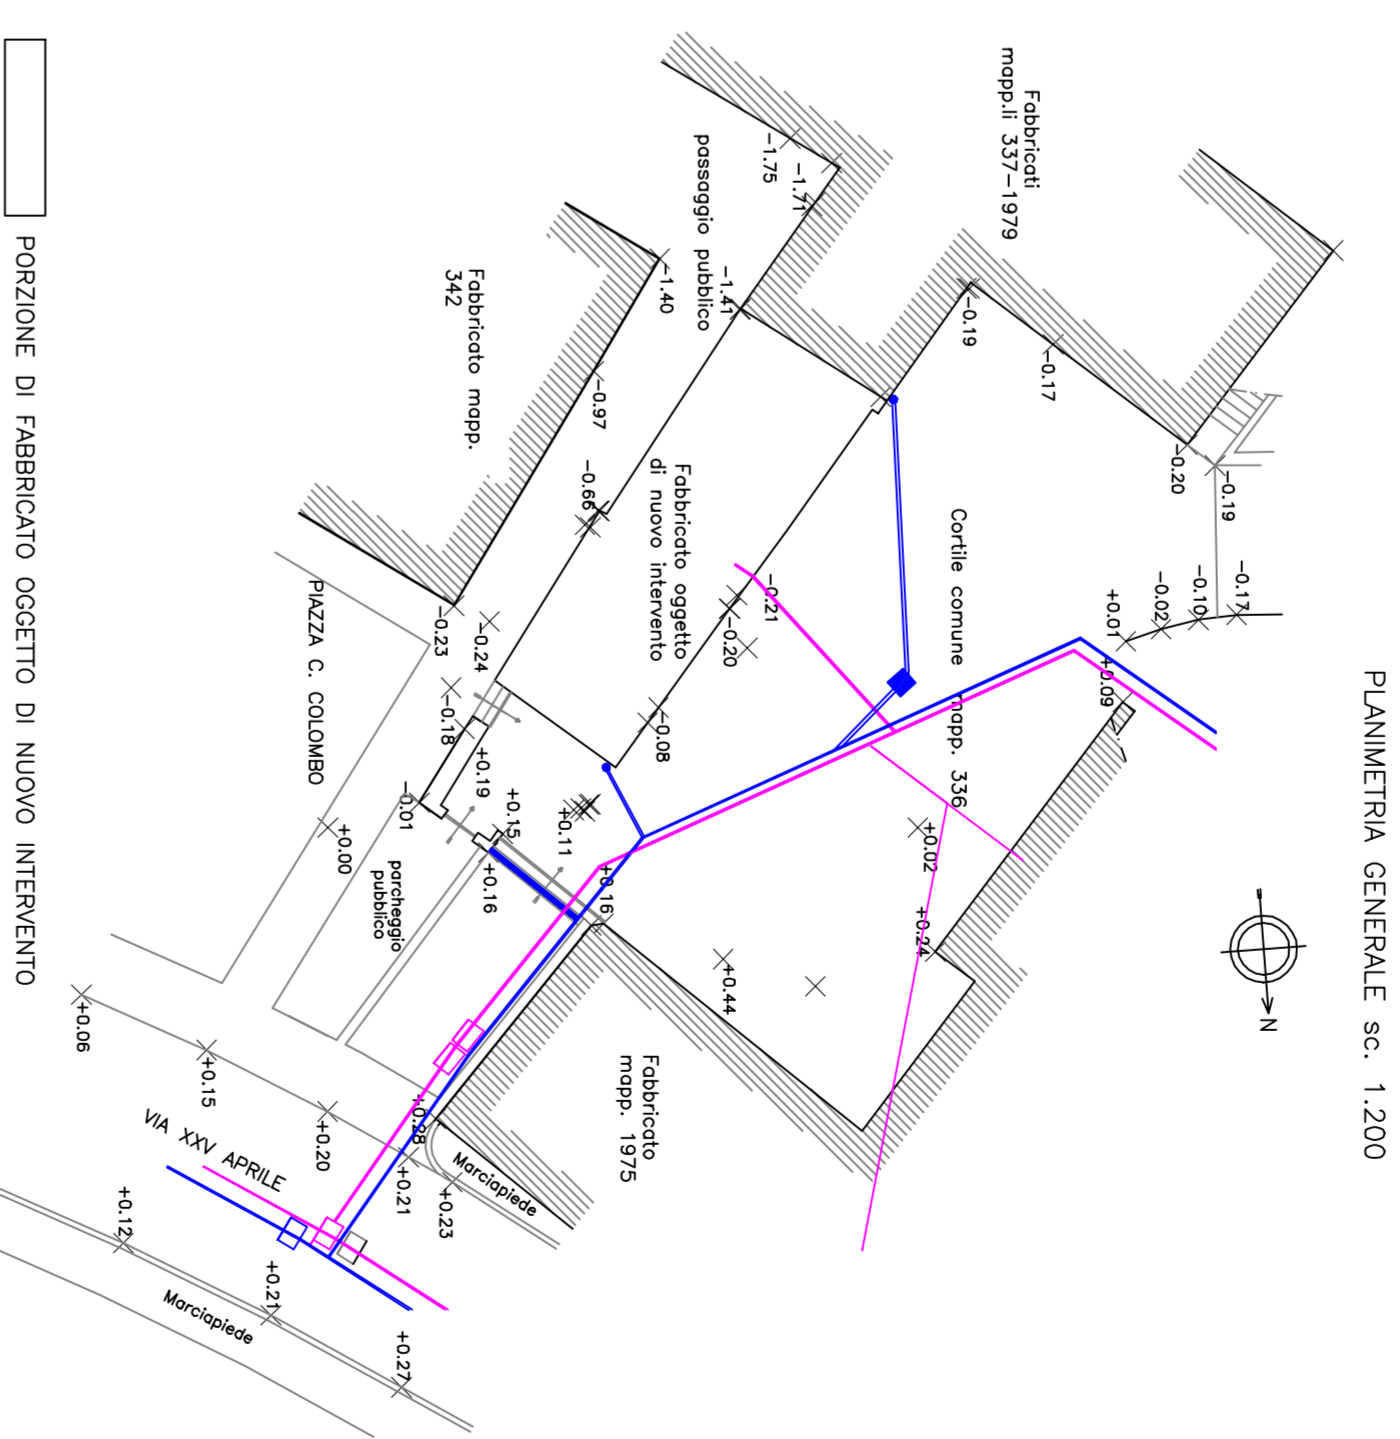 PLANIMETRIA GENERALE sc. 1.200
Fabbricati
mapp.li 337-1979
-0.19
-0.17
-0.20
-0.19
-0.17
-0.10
-0.02
+0.01
+0.09
-1.75
-1.71
passaggio pubblico
-1.41
-1.40
Fabbricato mapp.
342
-0.97
-0.66
Fabbricato oggetto
di nuovo intervento
Cortile comune mapp. 336
-0.21
-0.20
-0.08
-0.23
-0.24
-0.18
+0.19
-0.01
+0.15
+0.11
+0.16
+0.16
+0.02
+0.24
+0.44
N
PIAZZA C. COLOMBO
+0.00
parcheggio
pubblico
Fabbricato
mapp. 1975
+0.06
+0.15
+0.20
+0.28
+0.21
+0.23
Marciapiede
VIA XXV APRILE
+0.12
+0.21
+0.27
Marciapiede
PORZIONE DI FABBRICATO OGGETTO DI NUOVO INTERVENTO